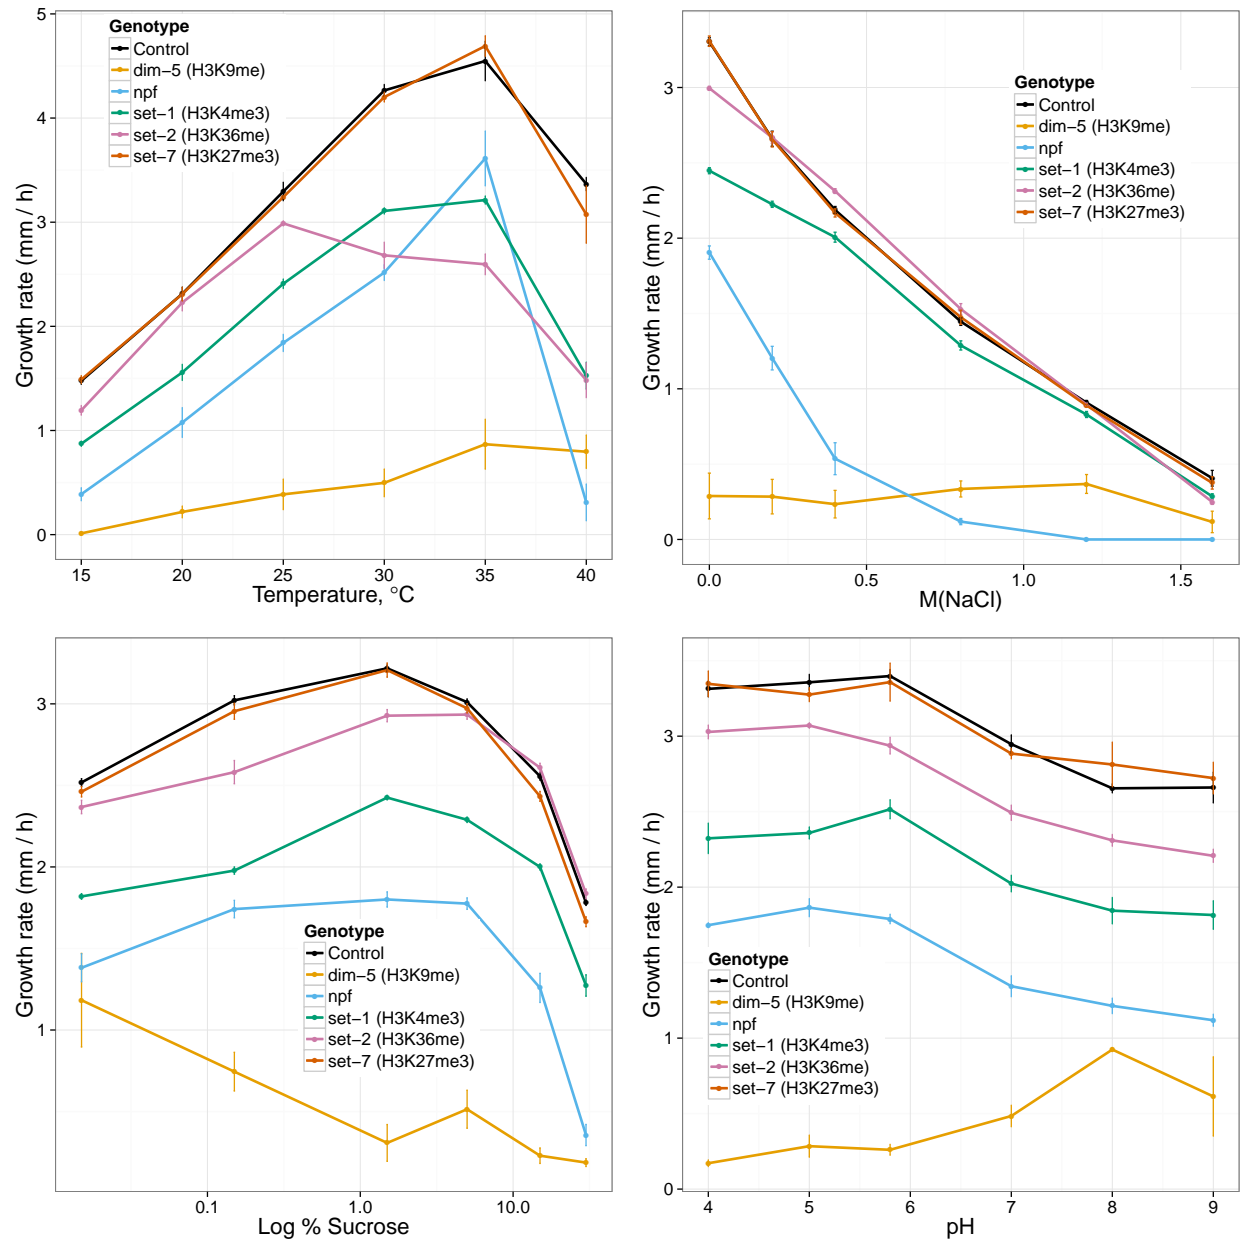 Genotype
Control
dim−5 (H3K9me)
npf
set−1 (H3K4me3)
set−2 (H3K36me)
set−7 (H3K27me3)
Growth rate (mm / h)
5
4
3
2
1
0
15 20 25 30 35 40
Temperature, °C
Genotype
Control
dim−5 (H3K9me)
npf
set−1 (H3K4me3)
set−2 (H3K36me)
set−7 (H3K27me3)
Growth rate (mm / h)
3
2
1
0
0.0 0.5 1.0 1.5
M(NaCl)
Growth rate (mm / h)
3
2
1
Genotype
Control
dim−5 (H3K9me)
npf
set−1 (H3K4me3)
set−2 (H3K36me)
set−7 (H3K27me3)
0.1 1.0 10.0
Log % Sucrose
Growth rate (mm / h)
3
2
1
0
Genotype
Control
dim−5 (H3K9me)
npf
set−1 (H3K4me3)
set−2 (H3K36me)
set−7 (H3K27me3)
4 5 6 7 8 9
pH